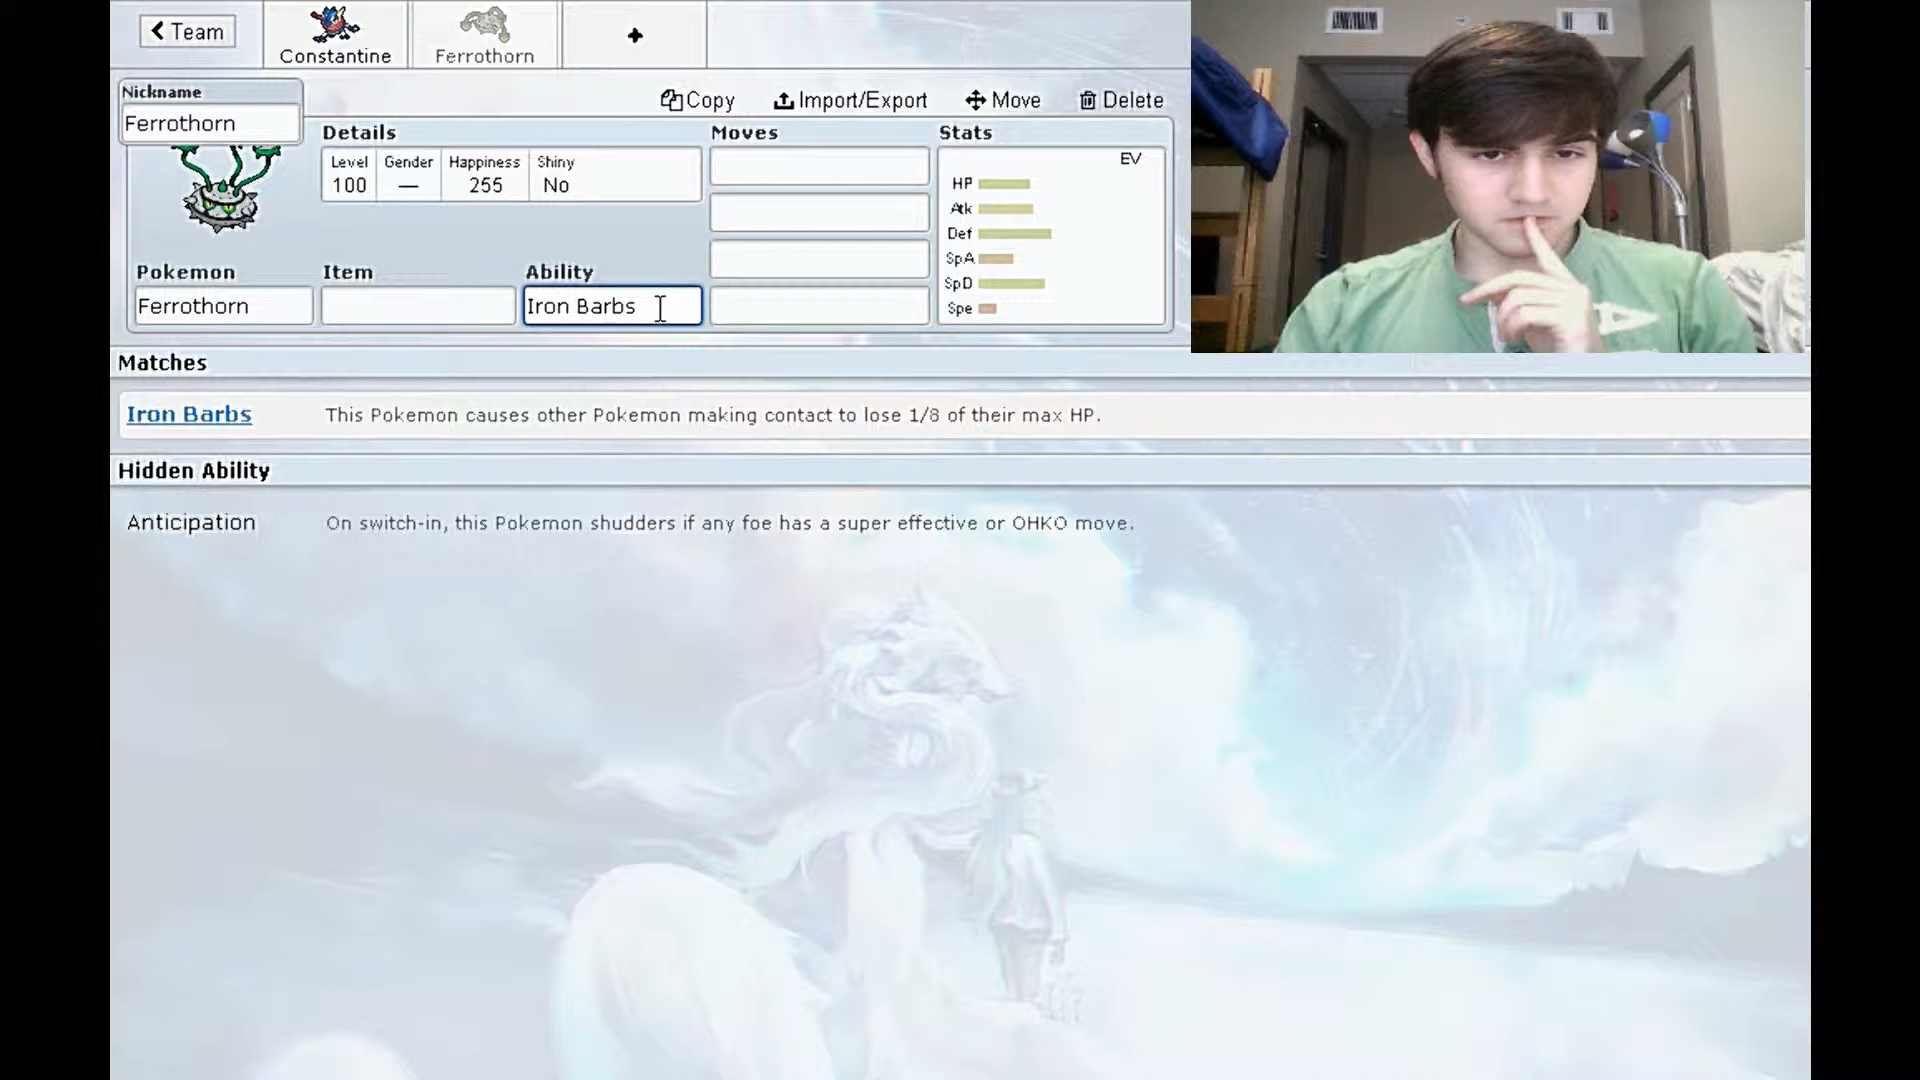 Team
Constantine
Ferrothorn
Nickname
Ferrothorn
Copy
Import/Export
Move
Delete
Details
Level
Gender
Happiness
Shiny
100
—
255
No
Moves
Stats
EV
HP
Atk
Def
SpA
SpD
Spe
Pokemon
Item
Ability
Ferrothorn
Iron Barbs
Matches
Iron Barbs This Pokemon causes other Pokemon making contact to lose 1/8 of their max HP.
Hidden Ability
Anticipation On switch-in, this Pokemon shudders if any foe has a super effective or OHKO move.